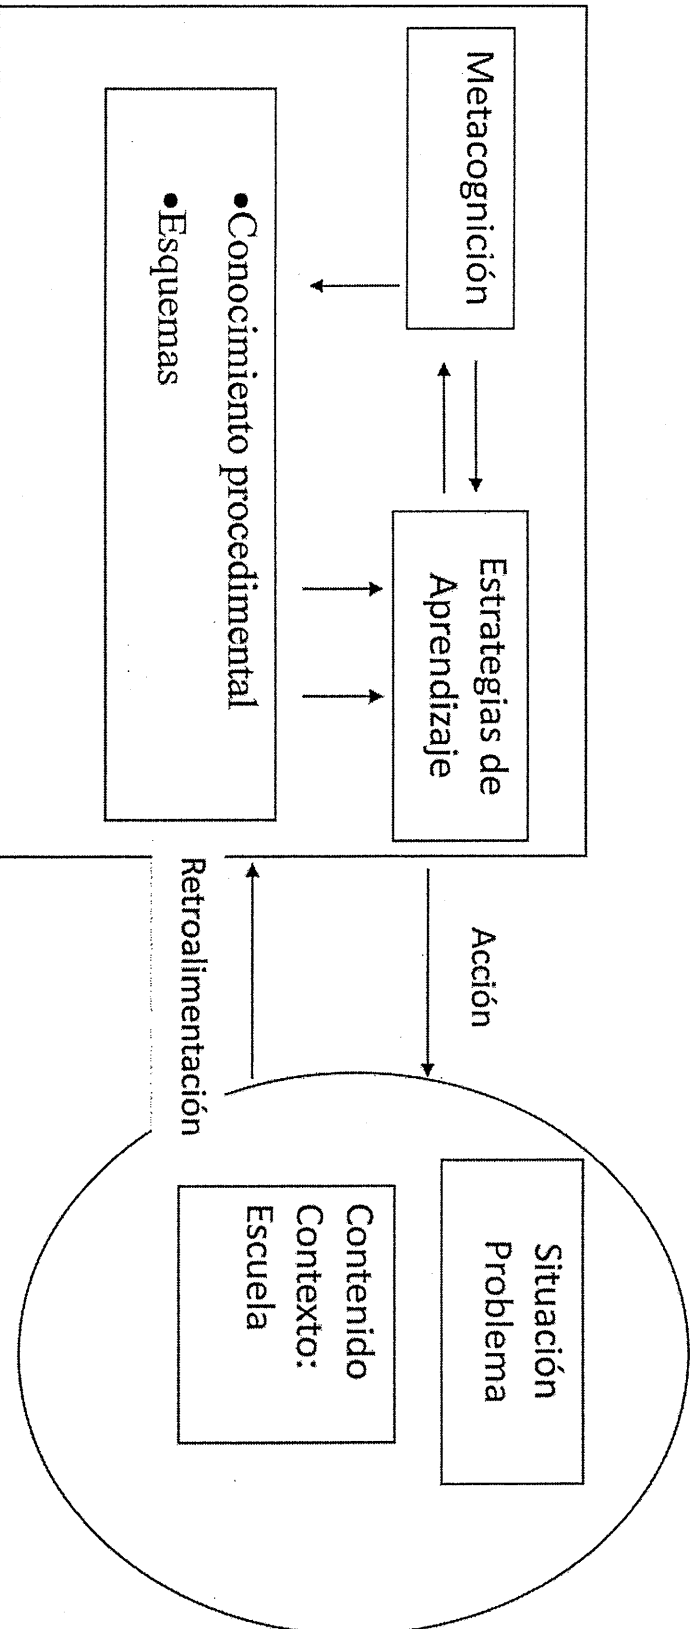 Metacognición
Estrategias de
Aprendizaje
•Conocimiento procedimental
•Esquemas
Acción
Retroalimentación
Situación
Problema
Contenido
Contexto:
Escuela